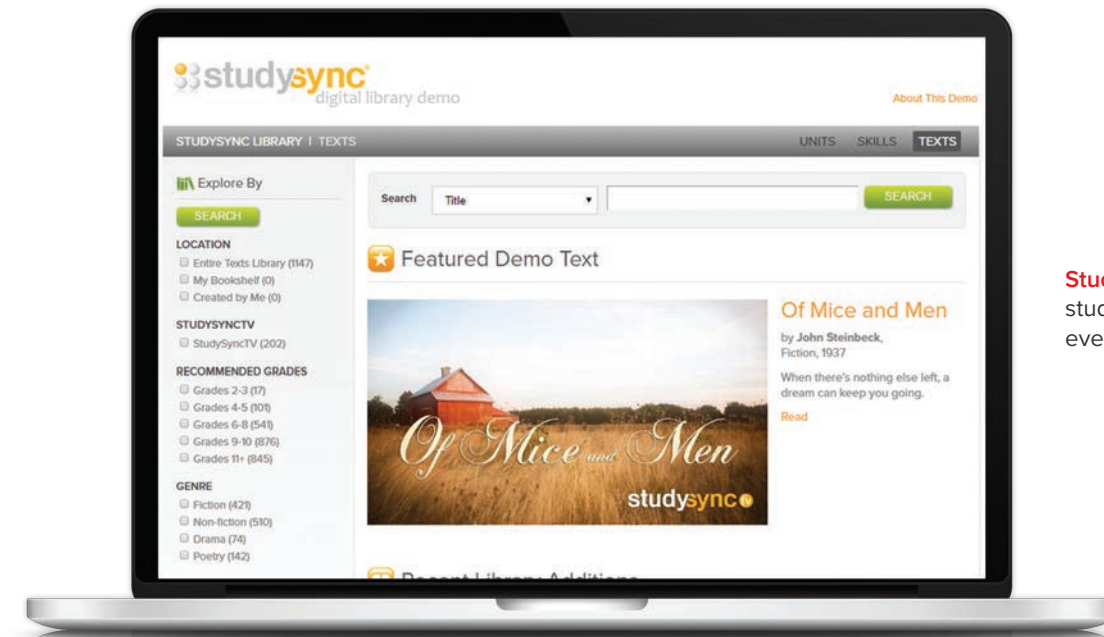 studysync
digital library demo
About This Demo
STUDYSYNC LIBRARY | TEXTS
UNITS SKILLS TEXTS
Explore By
SEARCH
LOCATION
Entire Texts Library (1147)
My Bookshelf (0)
Created by Me (0)
STUDYSYNCTV
StudySyncTV (202)
RECOMMENDED GRADES
Grades 2-3 (17)
Grades 4-5 (101)
Grades 6-8 (541)
Grades 9-10 (876)
Grades 11+ (845)
GENRE
Fiction (421)
Non-fiction (510)
Drama (74)
Poetry (142)
Search Title SEARCH
Featured Demo Text
Of Mice and Men
studysync tv
Of Mice and Men
by John Steinbeck,
Fiction, 1937
When there's nothing else left, a
dream can keep you going.
Read
Recent Library Additions